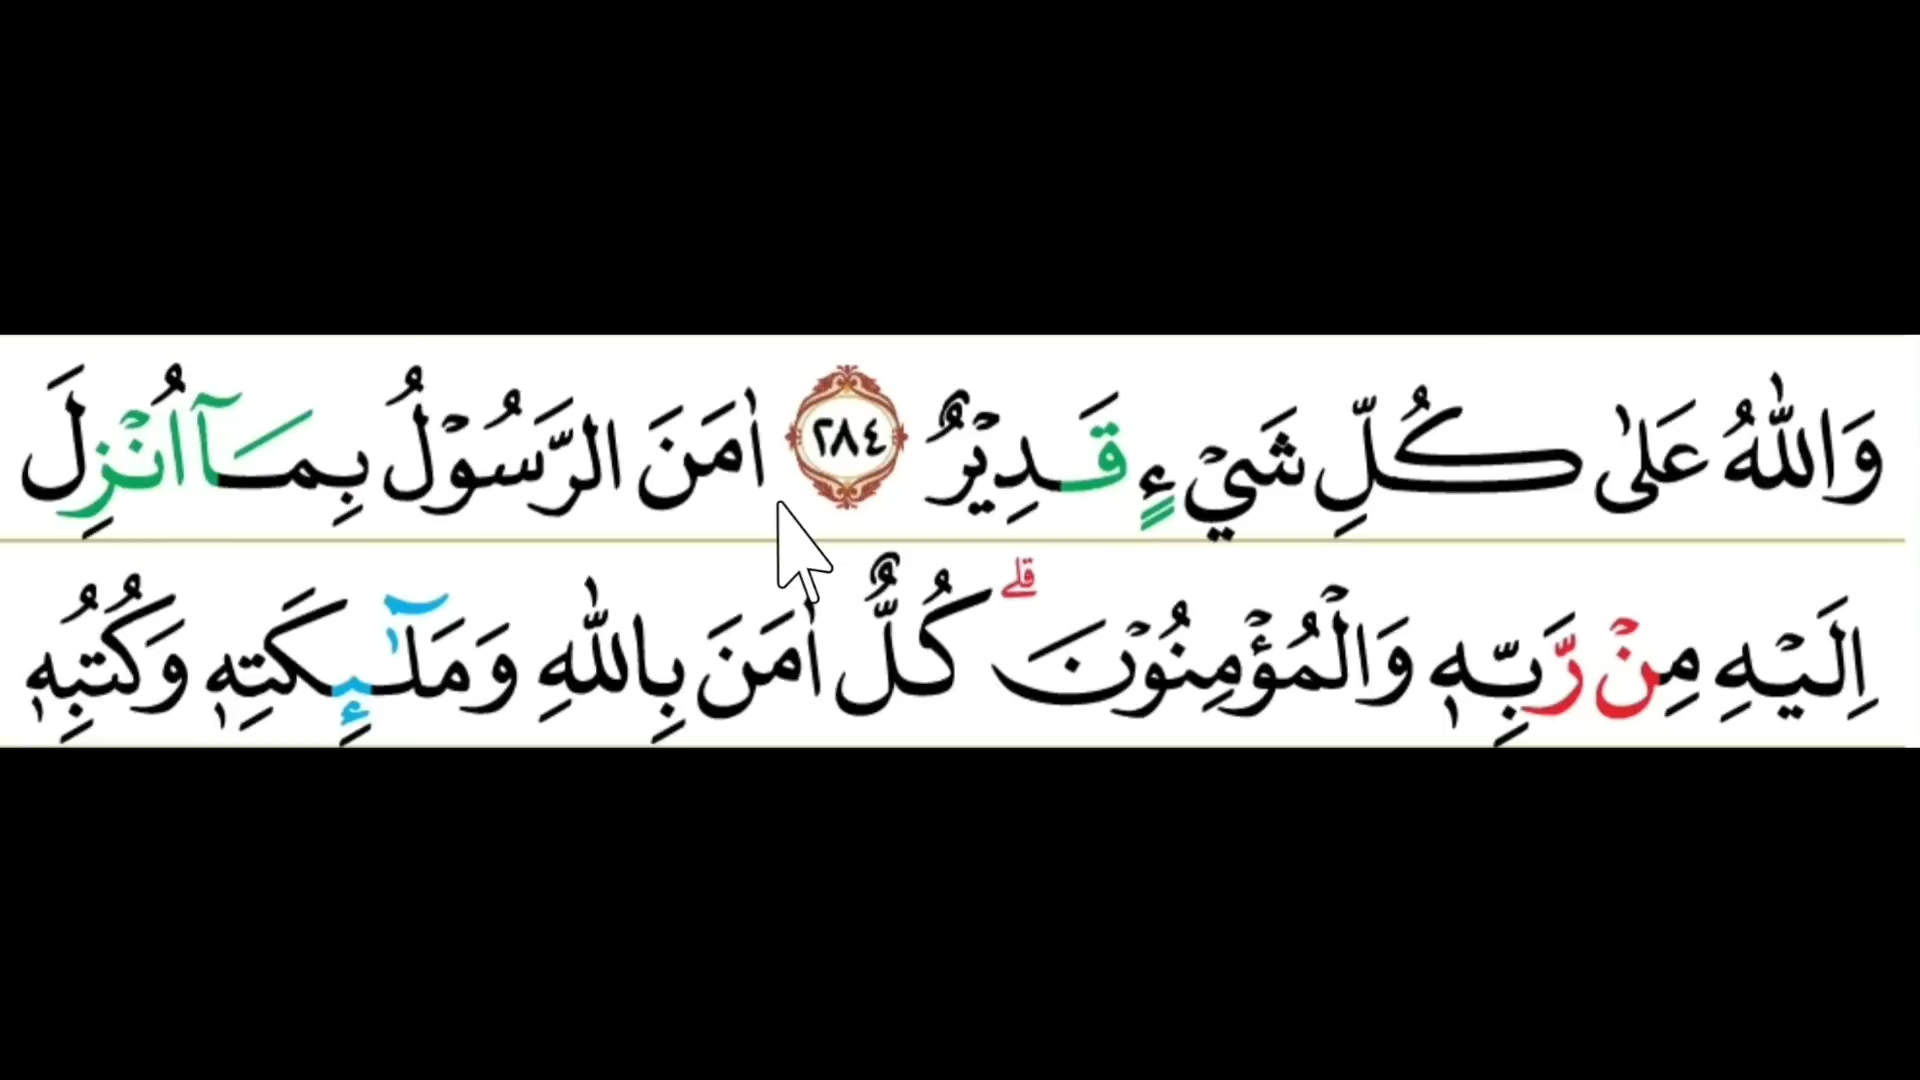 وَاللّٰهُ عَلٰى كُلِّ شَيْءٍ قَدِيْرٌ ٢٨٤ اٰمَنَ الرَّسُوْلُ بِمَآ اُنْزِلَ
اِلَيْهِ مِنْ رَّبِّهٖ وَالْمُؤْمِنُوْنَ ۗ كُلٌّ اٰمَنَ بِاللّٰهِ وَمَلٰۤىِٕكَتِهٖ وَكُتُبِهٖ